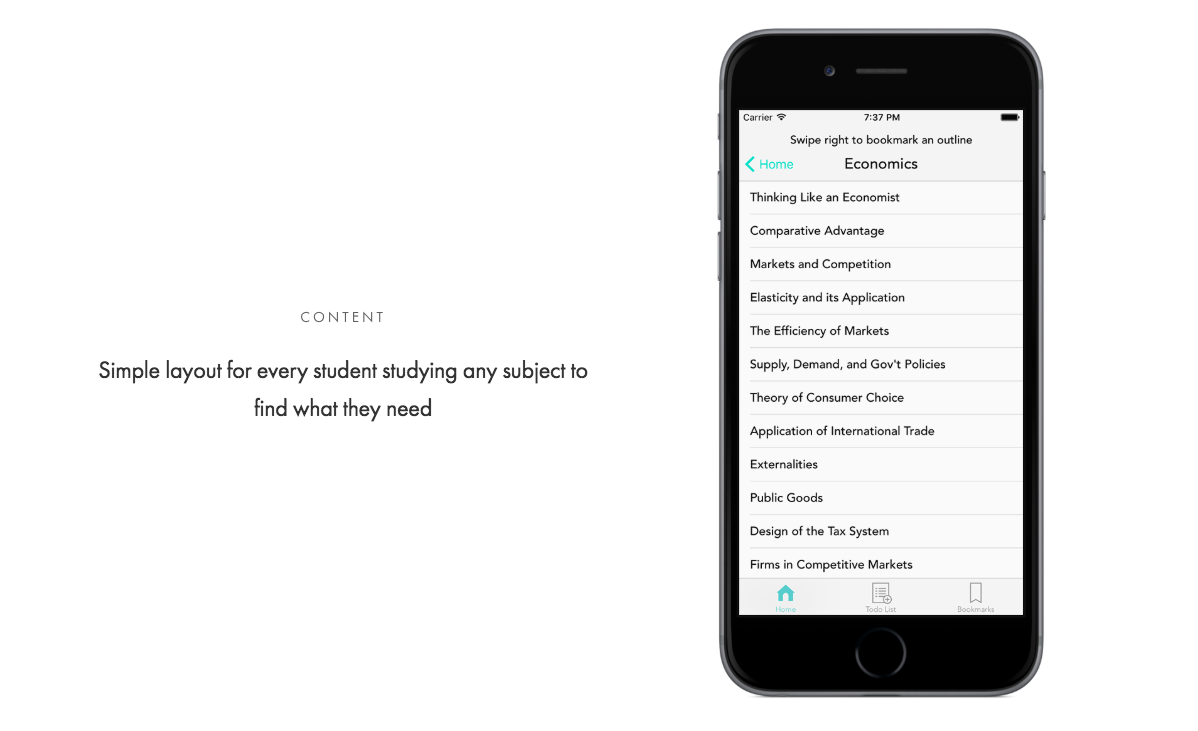 CONTENT
Simple layout for every student studying any subject to
find what they need
Carrier 7:37 PM
Swipe right to bookmark an outline
Home Economics
Thinking Like an Economist
Comparative Advantage
Markets and Competition
Elasticity and its Application
The Efficiency of Markets
Supply, Demand, and Gov't Policies
Theory of Consumer Choice
Application of International Trade
Externalities
Public Goods
Design of the Tax System
Firms in Competitive Markets
Home Todo List Bookmarks